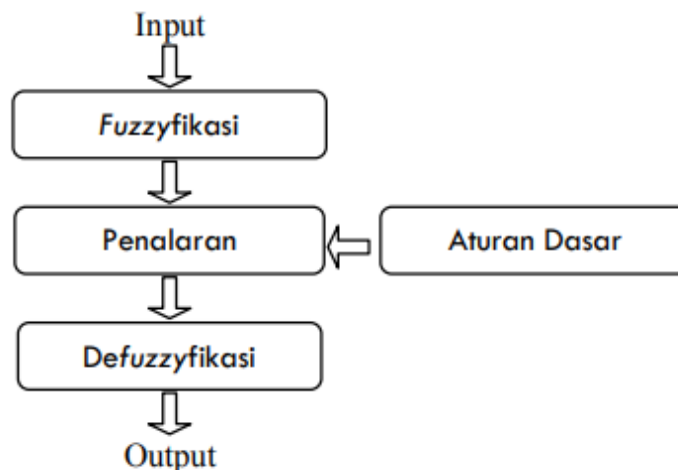 Input
Fuzzyfikasi
Penalaran
Aturan Dasar
Defuzzyfikasi
Output